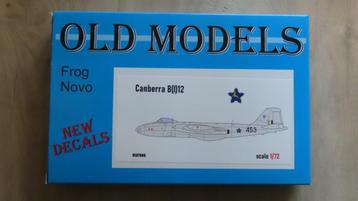 OLD MODELS
Frog
Novo
Canberra B(I)12
NEW
DECALS
453
scale 1/72